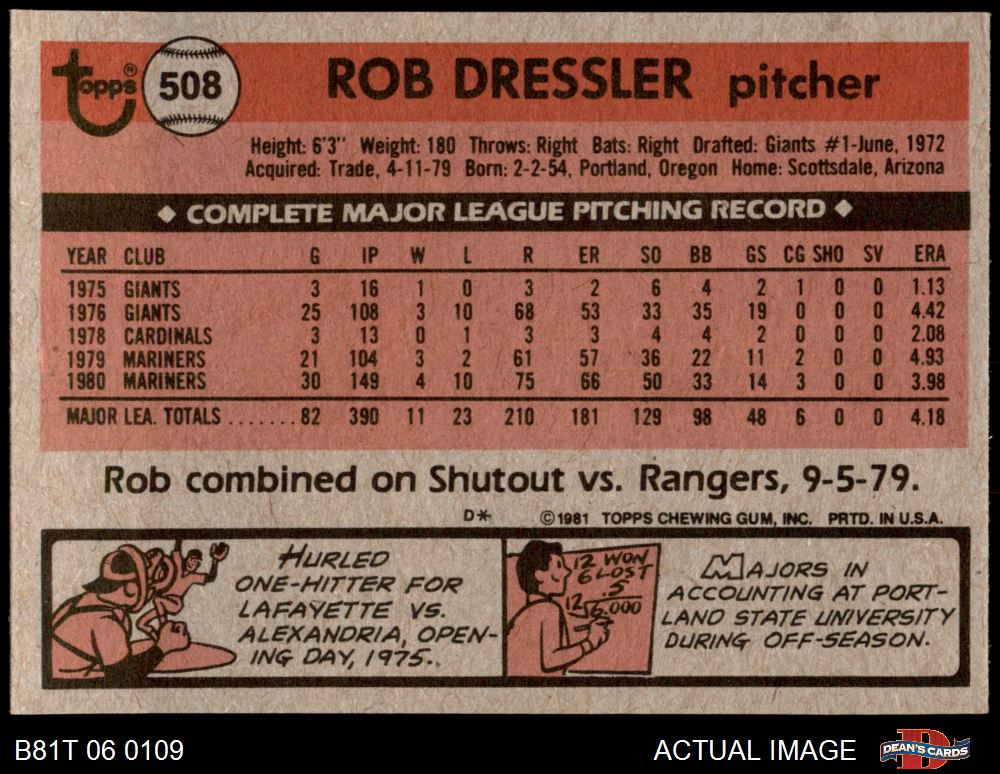 topps® 508 ROB DRESSLER pitcher
Height: 6'3" Weight: 180 Throws: Right Bats: Right Drafted: Giants #1-June, 1972
Acquired: Trade, 4-11-79 Born: 2-2-54, Portland, Oregon Home: Scottsdale, Arizona
◆ COMPLETE MAJOR LEAGUE PITCHING RECORD ◆
YEAR CLUB G IP W L R ER SO BB GS CG SHO SV ERA
1975 GIANTS 3 16 1 0 3 2 6 4 2 1 0 0 1.13
1976 GIANTS 25 108 3 10 68 53 33 35 19 0 0 0 4.42
1978 CARDINALS 3 13 0 1 3 3 4 4 2 0 0 0 2.08
1979 MARINERS 21 104 3 2 61 57 36 22 11 2 0 0 4.93
1980 MARINERS 30 149 4 10 75 66 50 33 14 3 0 0 3.98
MAJOR LEA. TOTALS .......82 390 11 23 210 181 129 98 48 6 0 0 4.18
Rob combined on Shutout vs. Rangers, 9-5-79.
D* ©1981 TOPPS CHEWING GUM, INC. PRTD. IN U.S.A.
HURLED
ONE-HITTER FOR
LAFAYETTE VS.
ALEXANDRIA, OPEN-
ING DAY, 1975.
12 WON
6 LOST
.5
12/56.000
MAJORS IN
ACCOUNTING AT PORT-
LAND STATE UNIVERSITY
DURING OFF-SEASON.
B81T 06 0109 ACTUAL IMAGE DEAN'S CARDS